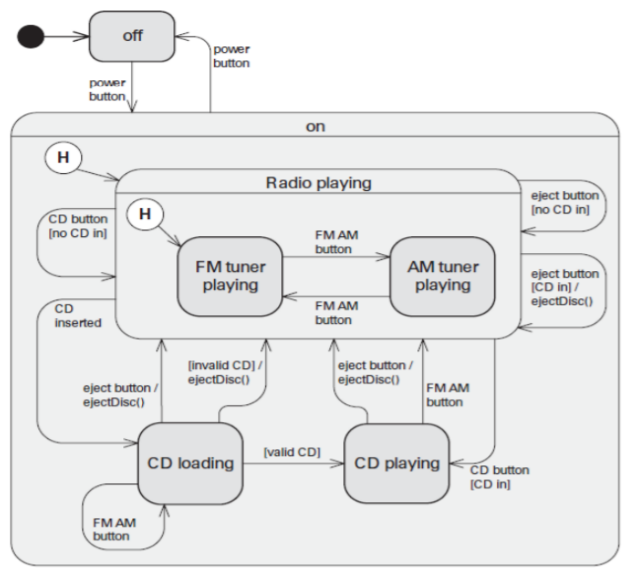 off
power
button
power
button
on
H
Radio playing
eject button
[no CD in]
CD button
[no CD in]
H
FM AM
button
FM tuner
playing
AM tuner
playing
eject button
[CD in] /
ejectDisc()
CD
inserted
FM AM
button
eject button /
ejectDisc()
[invalid CD] /
ejectDisc()
eject button /
ejectDisc()
FM AM
button
CD loading
[valid CD]
CD playing
CD button
[CD in]
FM AM
button